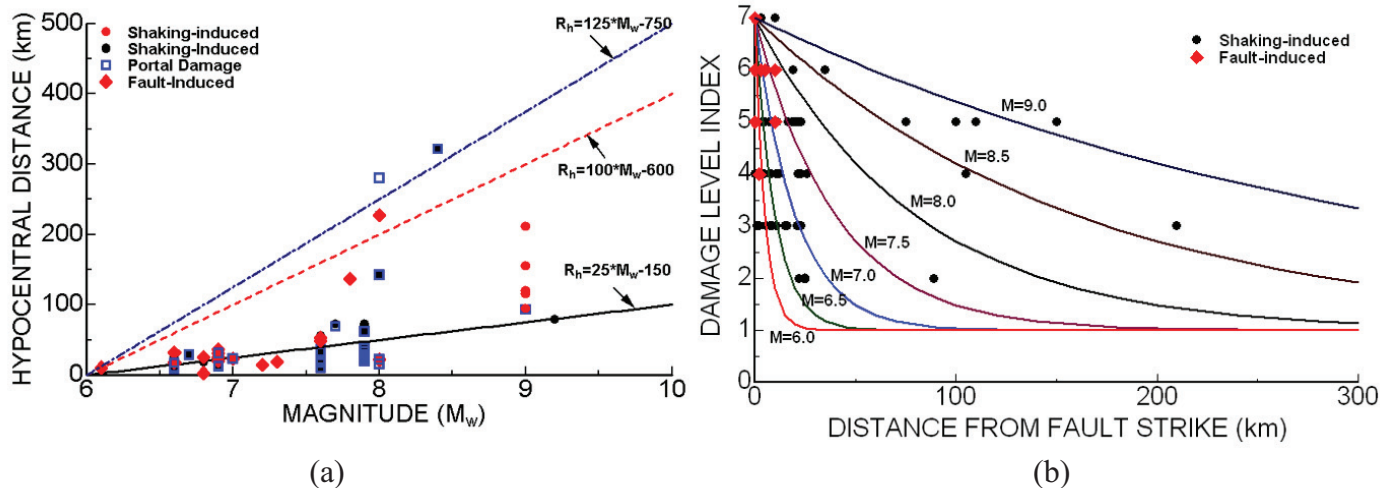 HYPOCENTRAL DISTANCE (km)
500
400
300
200
100
0
6
7
8
9
10
MAGNITUDE (Mw)
Shaking-induced
Shaking-Induced
Portal Damage
Fault-Induced
Rh=125*Mw-750
Rh=100*Mw-600
Rh=25*Mw-150
(a)
DAMAGE LEVEL INDEX
7
6
5
4
3
2
1
0
0
100
200
300
DISTANCE FROM FAULT STRIKE (km)
Shaking-induced
Fault-induced
M=9.0
M=8.5
M=8.0
M=7.5
M=7.0
M=6.5
M=6.0
(b)